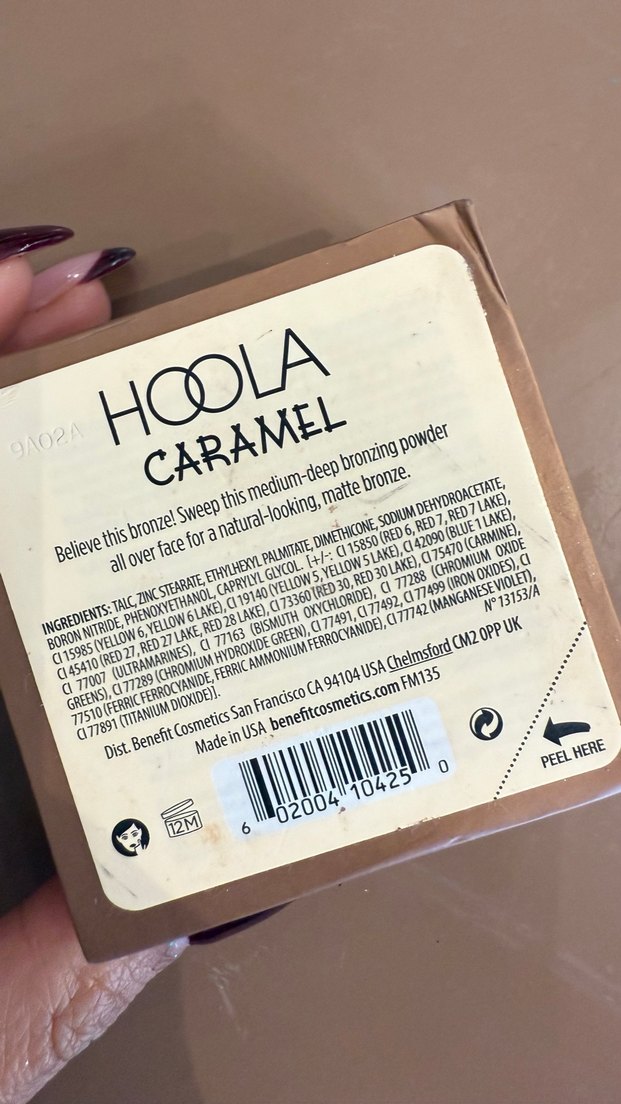 HOOLA
CARAMEL
Believe this bronze! Sweep this medium-deep bronzing powder
all over face for a natural-looking, matte bronze.
INGREDIENTS: TALC, ZINC STEARATE, ETHYLHEXYL PALMITATE, DIMETHICONE, SODIUM DEHYDROACETATE,
BORON NITRIDE, PHENOXYETHANOL, CAPRYLYL GLYCOL. [+/-: CI 15850 (RED 6, RED 7, RED 7 LAKE),
CI 15985 (YELLOW 6, YELLOW 6 LAKE), CI 19140 (YELLOW 5, YELLOW 5 LAKE), CI 42090 (BLUE 1 LAKE),
CI 45410 (RED 27, RED 27 LAKE, RED 28 LAKE), CI 73360 (RED 30, RED 30 LAKE), CI 75470 (CARMINE),
CI 77007 (ULTRAMARINES), CI 77163 (BISMUTH OXYCHLORIDE), CI 77288 (CHROMIUM OXIDE
GREENS), CI 77289 (CHROMIUM HYDROXIDE GREEN), CI 77491, CI 77492, CI 77499 (IRON OXIDES), CI
77510 (FERRIC FERROCYANIDE, FERRIC AMMONIUM FERROCYANIDE), CI 77742 (MANGANESE VIOLET),
CI 77891 (TITANIUM DIOXIDE)].
N° 13153/A
Dist. Benefit Cosmetics San Francisco CA 94104 USA Chelmsford CM2 0PP UK
Made in USA benefitcosmetics.com FM135
PEEL HERE
12M
6 02004 10425 0
9A02A